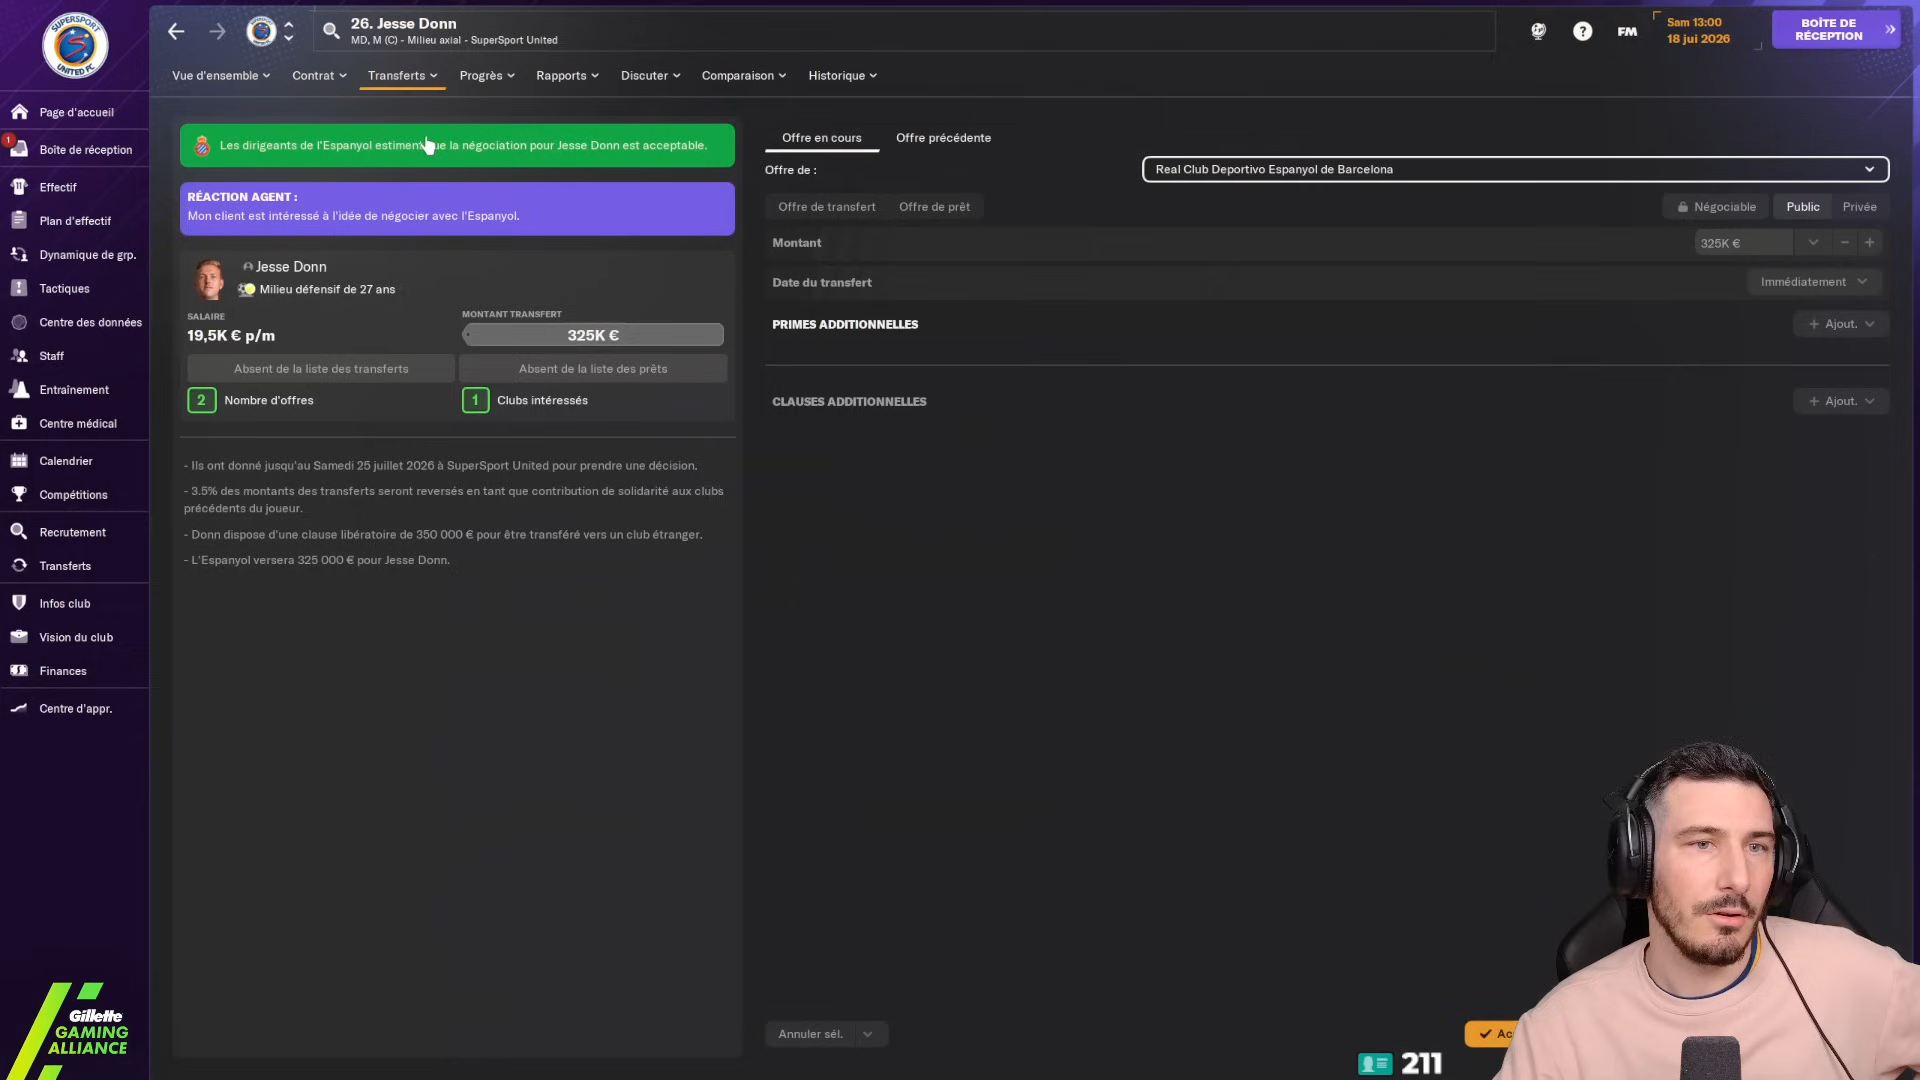 SUPERSPORT
UNITED FC
26. Jesse Donn
MD, M (C) - Milieu axial - SuperSport United
FM
Sam 13:00
18 jui 2026
BOÎTE DE
RÉCEPTION
Vue d'ensemble
Contrat
Transferts
Progrès
Rapports
Discuter
Comparaison
Historique
Page d'accueil
1
Boîte de réception
Effectif
Plan d'effectif
Dynamique de grp.
Tactiques
Centre des données
Staff
Entraînement
Centre médical
Calendrier
Compétitions
Recrutement
Transferts
Infos club
Vision du club
Finances
Centre d'appr.
Les dirigeants de l'Espanyol estiment que la négociation pour Jesse Donn est acceptable.
RÉACTION AGENT :
Mon client est intéressé à l'idée de négocier avec l'Espanyol.
Jesse Donn
Milieu défensif de 27 ans
SALAIRE
19,5K € p/m
MONTANT TRANSFERT
325K €
Absent de la liste des transferts
Absent de la liste des prêts
2 Nombre d'offres
1 Clubs intéressés
- Ils ont donné jusqu'au Samedi 25 juillet 2026 à SuperSport United pour prendre une décision.
- 3.5% des montants des transferts seront reversés en tant que contribution de solidarité aux clubs
précédents du joueur.
- Donn dispose d'une clause libératoire de 350 000 € pour être transféré vers un club étranger.
- L'Espanyol versera 325 000 € pour Jesse Donn.
Offre en cours
Offre précédente
Offre de :
Real Club Deportivo Espanyol de Barcelona
Offre de transfert
Offre de prêt
Négociable
Public
Privée
Montant
325K €
Date du transfert
Immédiatement
PRIMES ADDITIONNELLES
+ Ajout.
CLAUSES ADDITIONNELLES
+ Ajout.
Annuler sél.
Ac
211
Gillette
GAMING
ALLIANCE